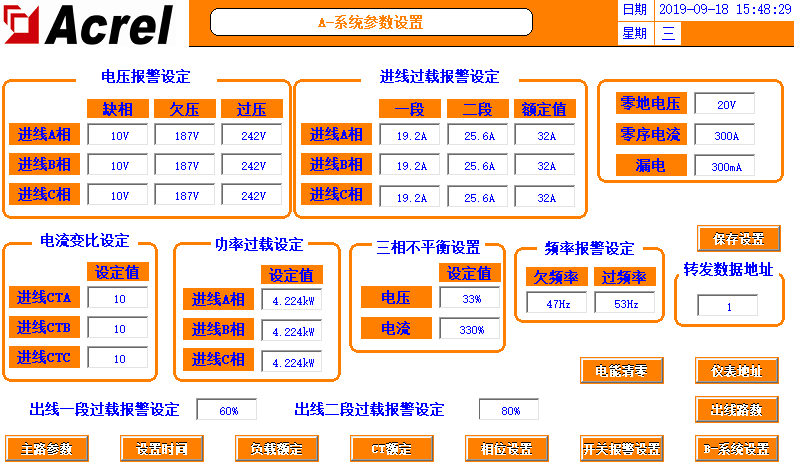 Acrel
A-系统参数设置
日期 2019-09-18 15:48:29
星期 三
电压报警设定
缺相 欠压 过压
进线A相 10V 187V 242V
进线B相 10V 187V 242V
进线C相 10V 187V 242V
进线过载报警设定
一段 二段 额定值
进线A相 19.2A 25.6A 32A
进线B相 19.2A 25.6A 32A
进线C相 19.2A 25.6A 32A
零地电压 20V
零序电流 300A
漏电 300mA
保存设置
电流变比设定
设定值
进线CTA 10
进线CTB 10
进线CTC 10
功率过载设定
设定值
进线A相 4.224kW
进线B相 4.224kW
进线C相 4.224kW
三相不平衡设置
设定值
电压 33%
电流 330%
频率报警设定
欠频率 过频率
47Hz 53Hz
转发数据地址
1
电能清零 仪表地址
出线一段过载报警设定 60% 出线二段过载报警设定 80% 出线路数
主路参数 设置时间 负载额定 CT额定 相位设置 开关报警设置 B-系统设置